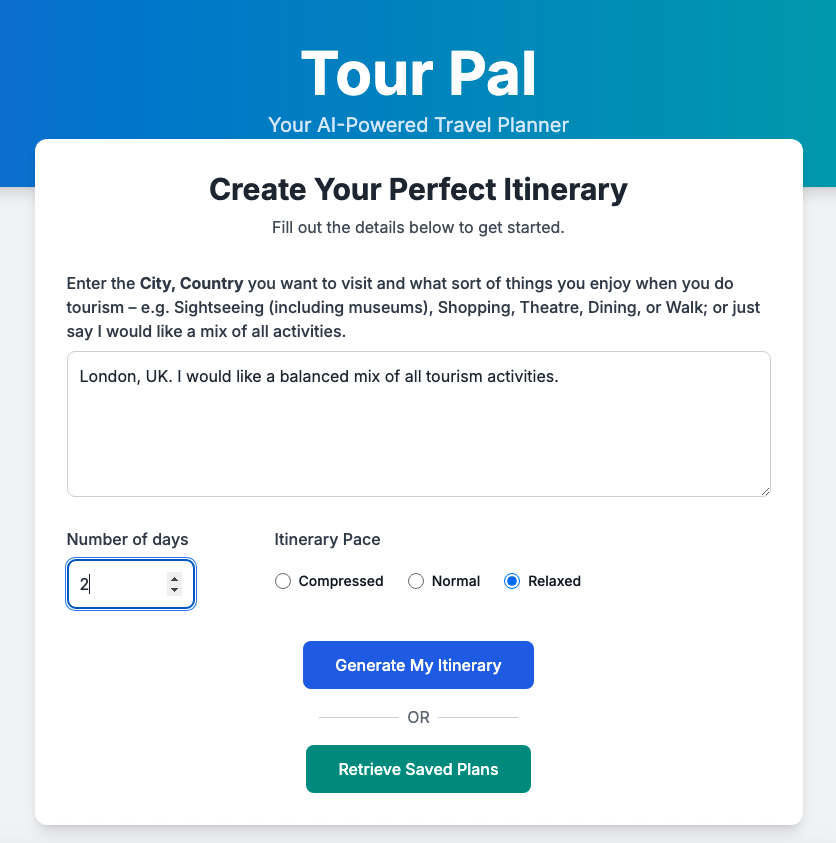 Tour Pal
Your AI-Powered Travel Planner
Create Your Perfect Itinerary
Fill out the details below to get started.
Enter the City, Country you want to visit and what sort of things you enjoy when you do
tourism – e.g. Sightseeing (including museums), Shopping, Theatre, Dining, or Walk; or just
say I would like a mix of all activities.
London, UK. I would like a balanced mix of all tourism activities.
Number of days
Itinerary Pace
2
Compressed
Normal
Relaxed
Generate My Itinerary
OR
Retrieve Saved Plans